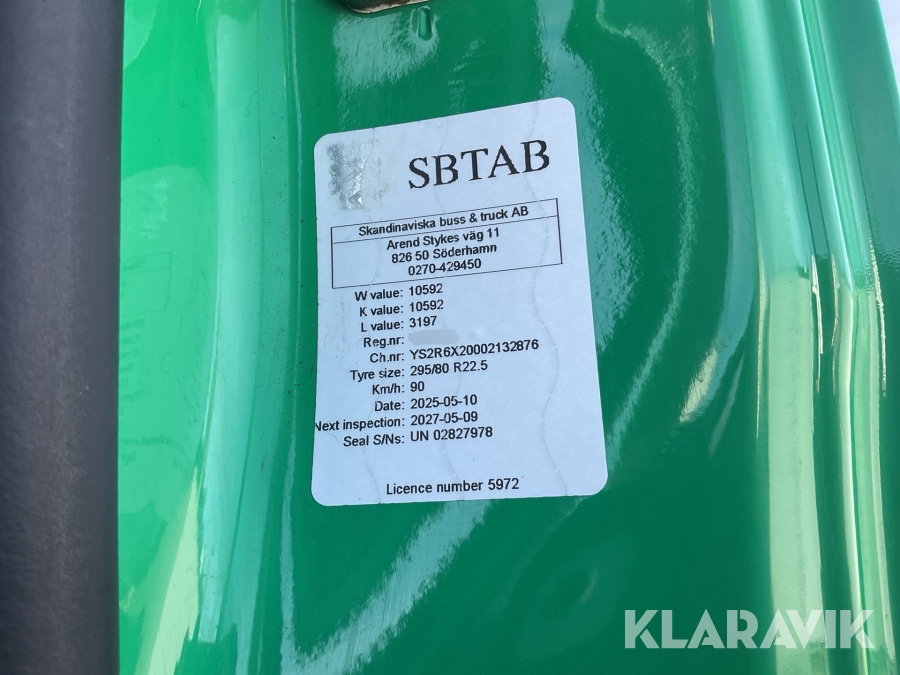 SBTAB
Skandinaviska buss & truck AB
Arend Stykes väg 11
826 50 Söderhamn
0270-429450
W value: 10592
K value: 10592
L value: 3197
Reg.nr:
Ch.nr: YS2R6X20002132876
Tyre size: 295/80 R22.5
Km/h: 90
Date: 2025-05-10
Next inspection: 2027-05-09
Seal S/Ns: UN 02827978
Licence number 5972
KLARAVIK